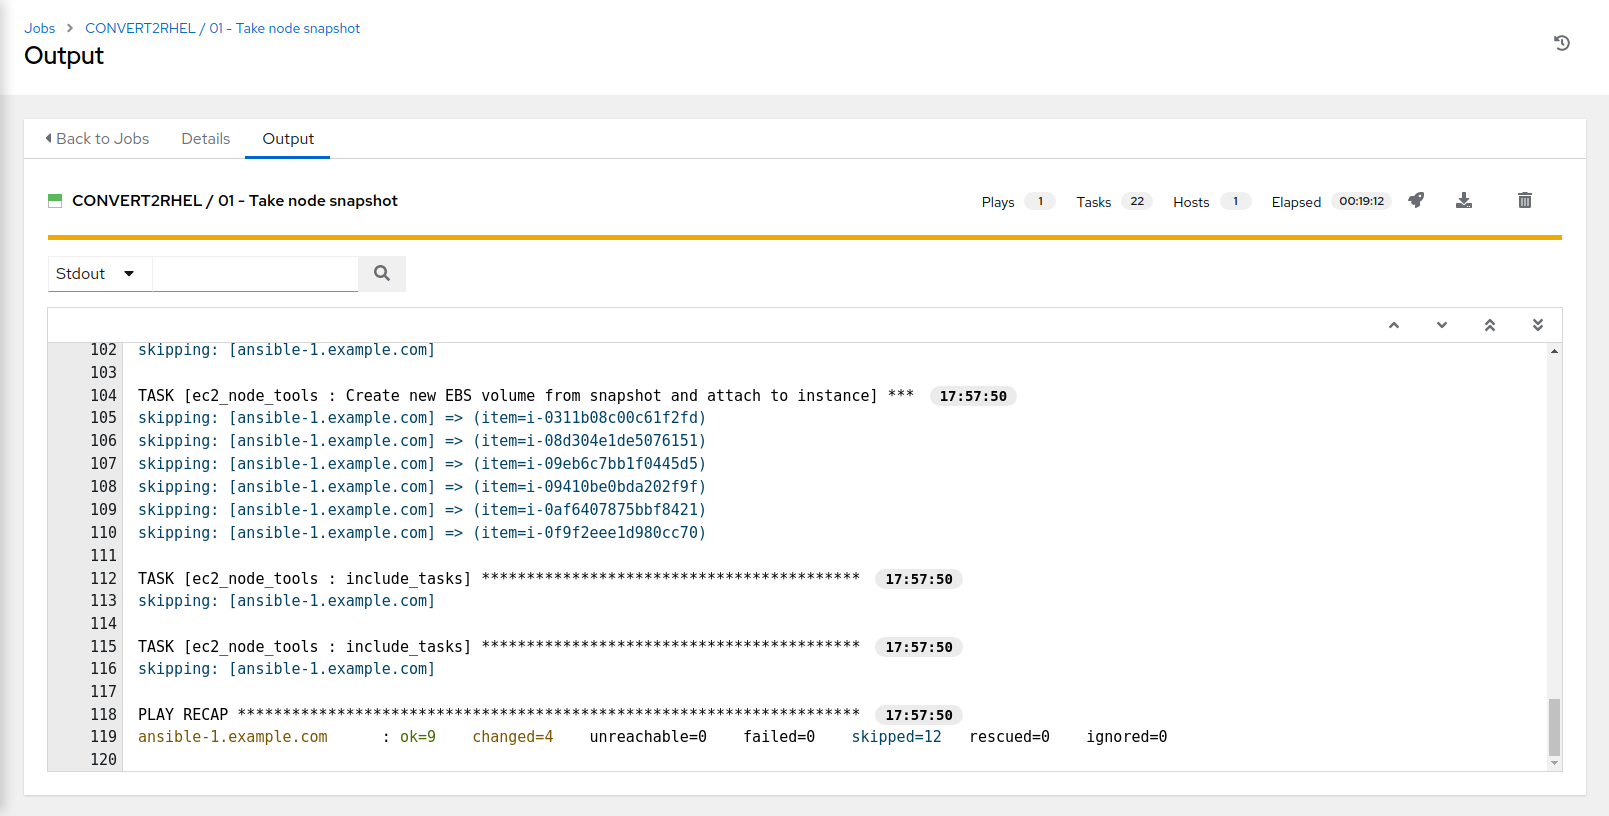 Jobs > CONVERT2RHEL / 01 - Take node snapshot
Output
Back to Jobs Details Output
CONVERT2RHEL / 01 - Take node snapshot Plays 1 Tasks 22 Hosts 1 Elapsed 00:19:12
Stdout
102 skipping: [ansible-1.example.com]
103
104 TASK [ec2_node_tools : Create new EBS volume from snapshot and attach to instance] *** 17:57:50
105 skipping: [ansible-1.example.com] => (item=i-0311b08c00c61f2fd)
106 skipping: [ansible-1.example.com] => (item=i-08d304e1de5076151)
107 skipping: [ansible-1.example.com] => (item=i-09eb6c7bb1f0445d5)
108 skipping: [ansible-1.example.com] => (item=i-09410be0bda202f9f)
109 skipping: [ansible-1.example.com] => (item=i-0af6407875bbf8421)
110 skipping: [ansible-1.example.com] => (item=i-0f9f2eee1d980cc70)
111
112 TASK [ec2_node_tools : include_tasks] ****************************************** 17:57:50
113 skipping: [ansible-1.example.com]
114
115 TASK [ec2_node_tools : include_tasks] ****************************************** 17:57:50
116 skipping: [ansible-1.example.com]
117
118 PLAY RECAP ********************************************************************* 17:57:50
119 ansible-1.example.com : ok=9 changed=4 unreachable=0 failed=0 skipped=12 rescued=0 ignored=0
120